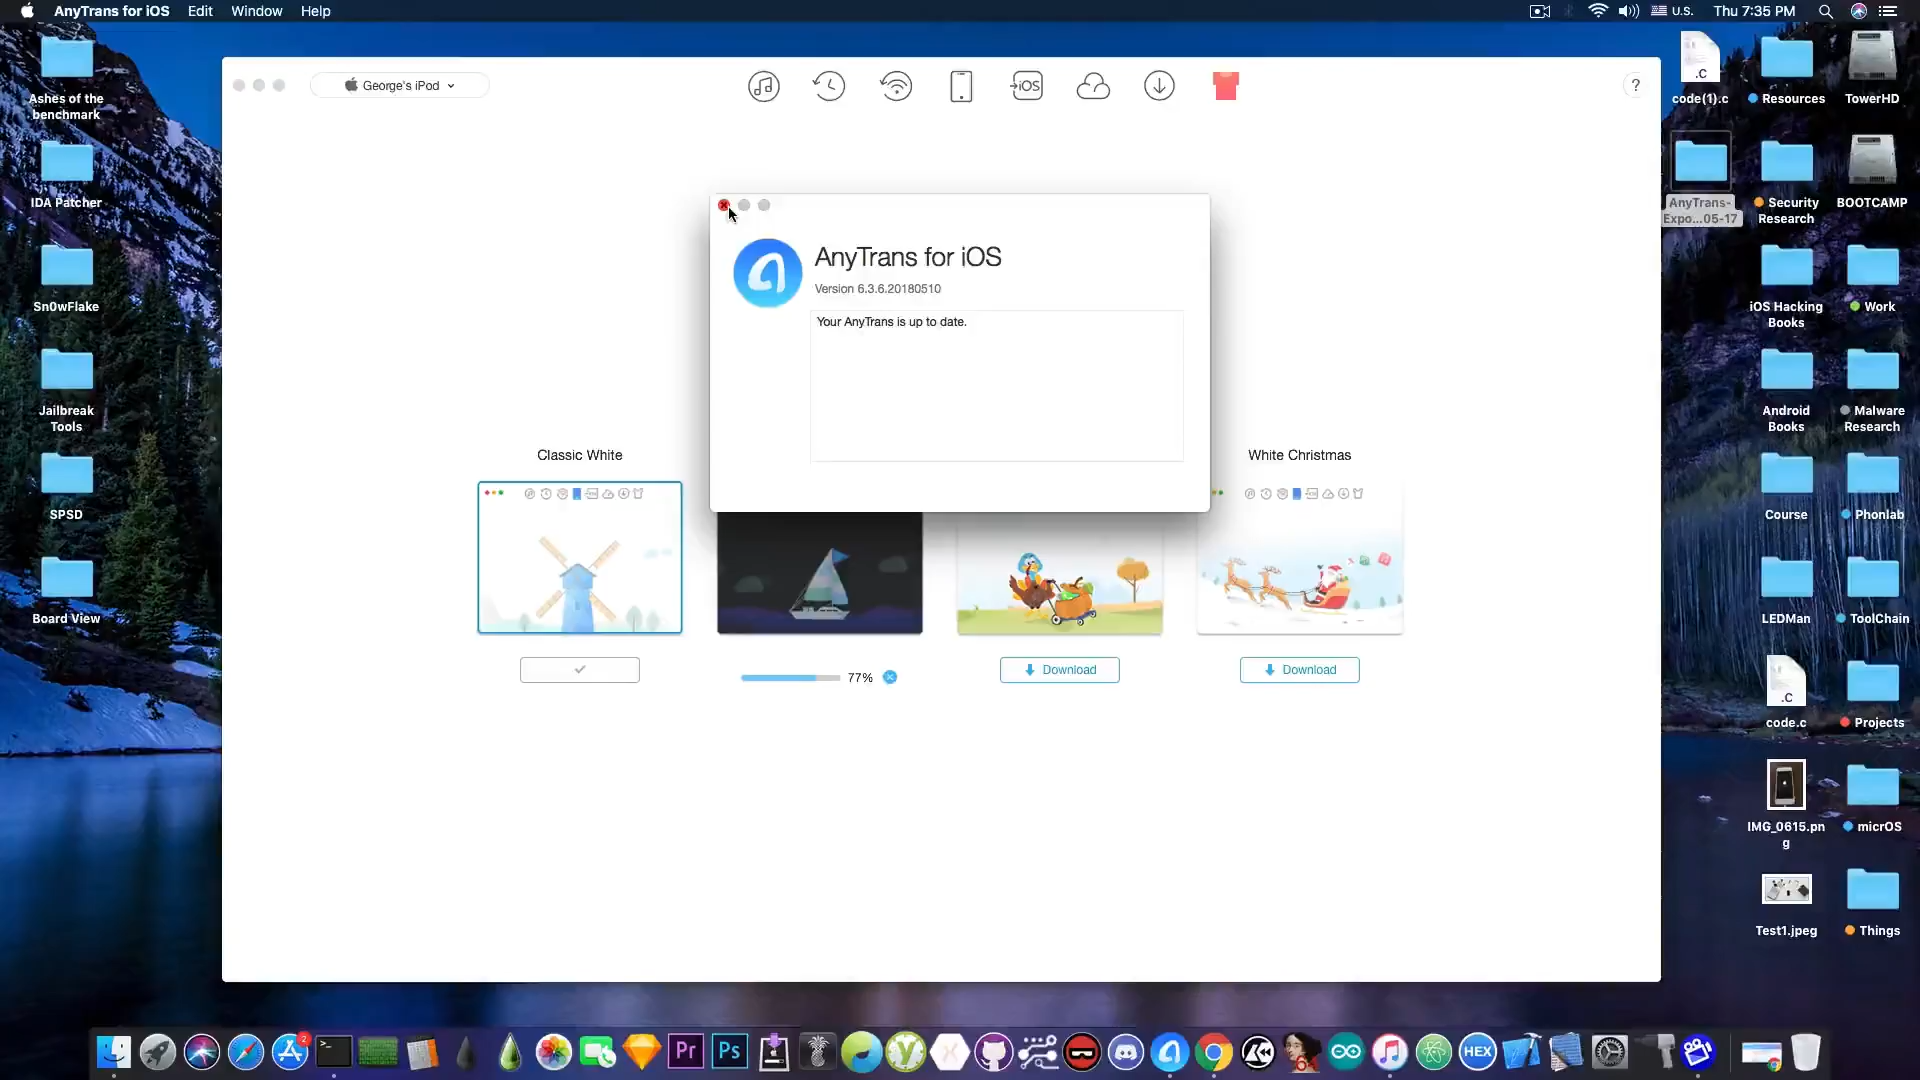 AnyTrans for iOS Edit Window Help
U.S. Thu 7:35 PM
Ashes of the
benchmark
IDA Patcher
Sn0wFlake
Jailbreak
Tools
SPSD
Board View
George's iPod
iOS
?
AnyTrans for iOS
Version 6.3.6.20180510
Your AnyTrans is up to date.
Classic White
White Christmas
77%
Download
Download
.C
code(1).c
Resources
TowerHD
AnyTrans-
Expo...05-17
Security
Research
BOOTCAMP
iOS Hacking
Books
Work
Android
Books
Malware
Research
Course
Phonlab
LEDMan
ToolChain
.C
code.c
Projects
IMG_0615.pn
g
micrOS
Test1.jpeg
Things
2
>_
Pr
Ps
6
HEX